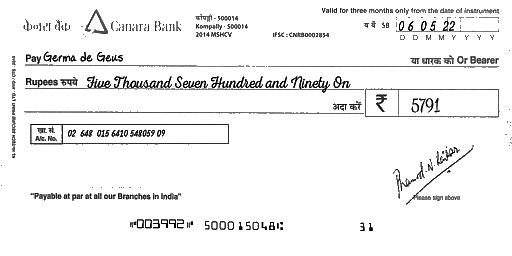 केनरा बैंक Canara Bank
कोंपल्ली - 500014
Kompally - 500014
2014 MSHCV
IFSC : CNRB0002854
Valid for three months only from the date of instrument
SB 06 05 22
D D M M Y Y Y Y
Pay Germa de Geus
या धारक को Or Bearer
Rupees रुपये Five Thousand Seven Hundred and Ninety On
अदा करें ₹ 5791
खा. सं.
A/c. No.
02 648 015 6410 548059 09
Please sign above
"Payable at par at all our Branches in India"
⑈003992⑈ 500015048⑆ 31